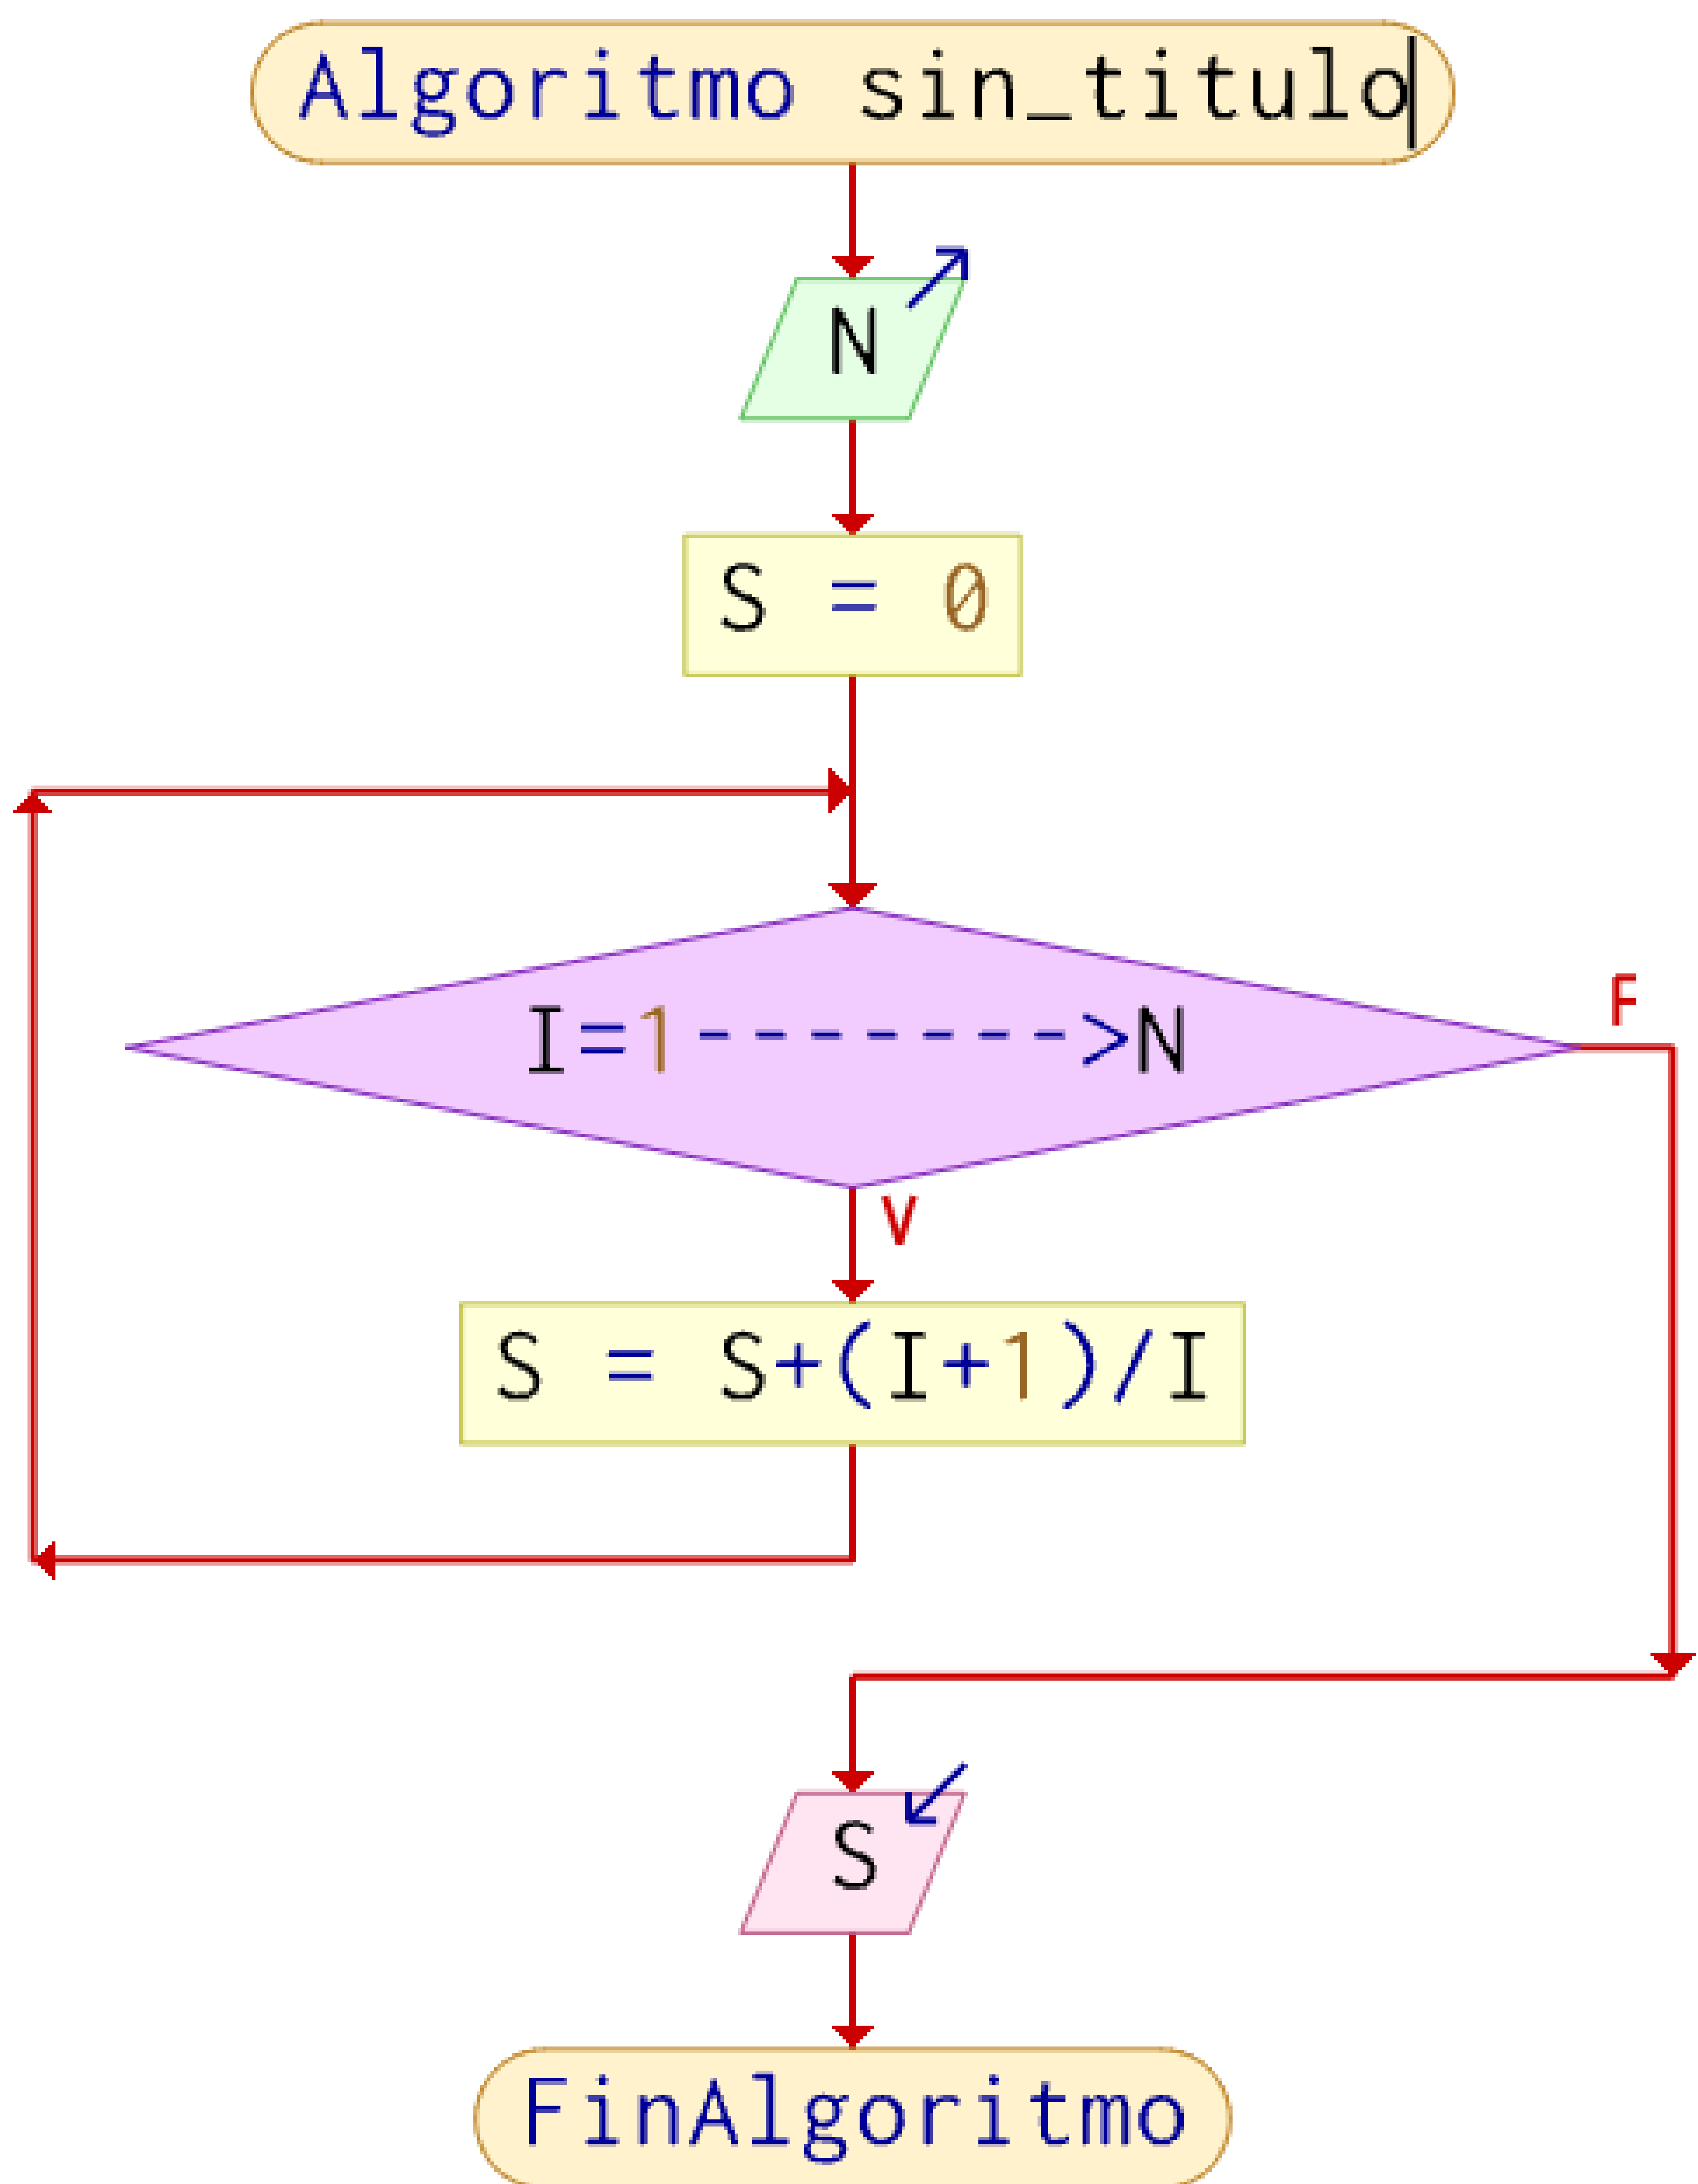 Algoritmo sin_titulo
N
S = 0
I=1------->N
F
V
S = S+(I+1)/I
S
FinAlgoritmo